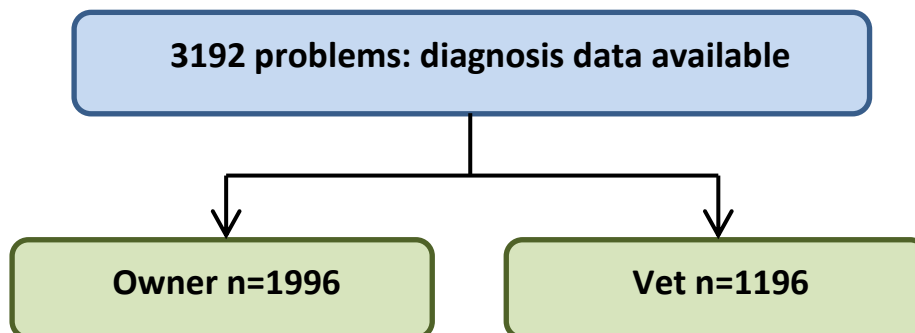 3192 problems: diagnosis data available
Owner n=1996
Vet n=1196